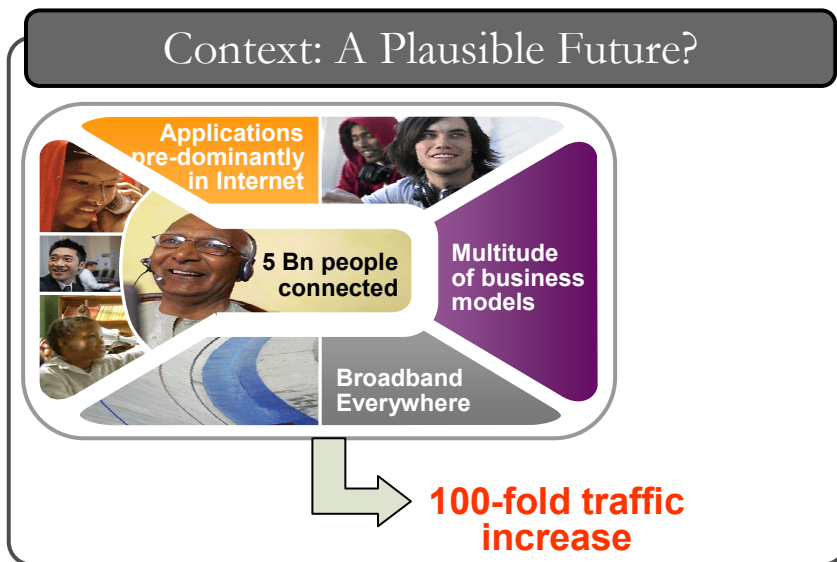 Context: A Plausible Future?
Applications
pre-dominantly
in Internet
5 Bn people
connected
Multitude
of business
models
Broadband
Everywhere
100-fold traffic
increase